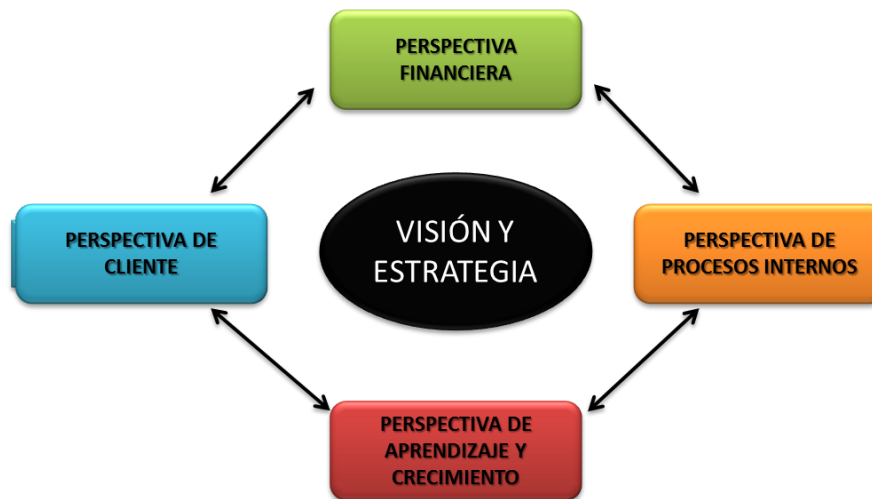 PERSPECTIVA
FINANCIERA
PERSPECTIVA DE
CLIENTE
VISIÓN Y
ESTRATEGIA
PERSPECTIVA DE
PROCESOS INTERNOS
PERSPECTIVA DE
APRENDIZAJE Y
CRECIMIENTO